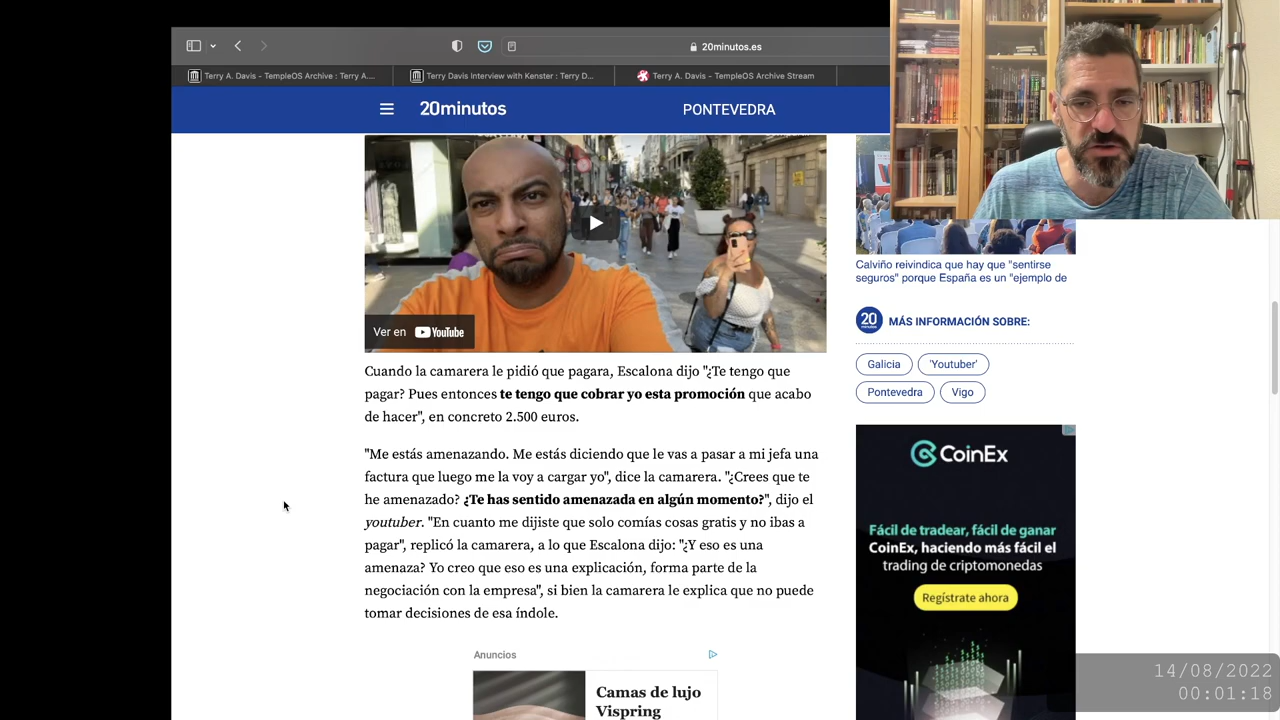 20minutos.es
Terry A. Davis - TempleOS Archive : Terry A....
Terry Davis Interview with Kenster : Terry D...
Terry A. Davis - TempleOS Archive Stream
20minutos
PONTEVEDRA
Ver en YouTube
Cuando la camarera le pidió que pagara, Escalona dijo "¿Te tengo que
pagar? Pues entonces te tengo que cobrar yo esta promoción que acabo
de hacer", en concreto 2.500 euros.
"Me estás amenazando. Me estás diciendo que le vas a pasar a mi jefa una
factura que luego me la voy a cargar yo", dice la camarera. "¿Crees que te
he amenazado? ¿Te has sentido amenazada en algún momento?", dijo el
youtuber. "En cuanto me dijiste que solo comías cosas gratis y no ibas a
pagar", replicó la camarera, a lo que Escalona dijo: "¿Y eso es una
amenaza? Yo creo que eso es una explicación, forma parte de la
negociación con la empresa", si bien la camarera le explica que no puede
tomar decisiones de esa índole.
Anuncios
Camas de lujo
Vispring
Calviño reivindica que hay que "sentirse
seguros" porque España es un "ejemplo de
20
minutos
MÁS INFORMACIÓN SOBRE:
Galicia
'Youtuber'
Pontevedra
Vigo
CoinEx
Fácil de tradear, fácil de ganar
CoinEx, haciendo más fácil el
trading de criptomonedas
Regístrate ahora
14/08/2022
00:01:18